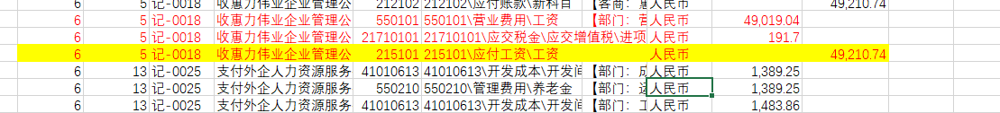 6 5 记-0018 收惠力伟业企业管理公 212102 212102\应付账款\新科目 【客商: 人民币 49,210.74
6 5 记-0018 收惠力伟业企业管理公 550101 550101\营业费用\工资 【部门: 人民币 49,019.04
6 5 记-0018 收惠力伟业企业管理公 21710101 21710101\应交税金\应交增值税\进项 人民币 191.7
6 5 记-0018 收惠力伟业企业管理公 215101 215101\应付工资\工资 人民币 49,210.74
6 13 记-0025 支付外企人力资源服务 41010613 41010613\开发成本\开发间 【部门: 人民币 1,389.25
6 13 记-0025 支付外企人力资源服务 550210 550210\管理费用\养老金 【部门: 人民币 1,389.25
6 13 记-0025 支付外企人力资源服务 41010613 41010613\开发成本\开发间 【部门: 人民币 1,483.86